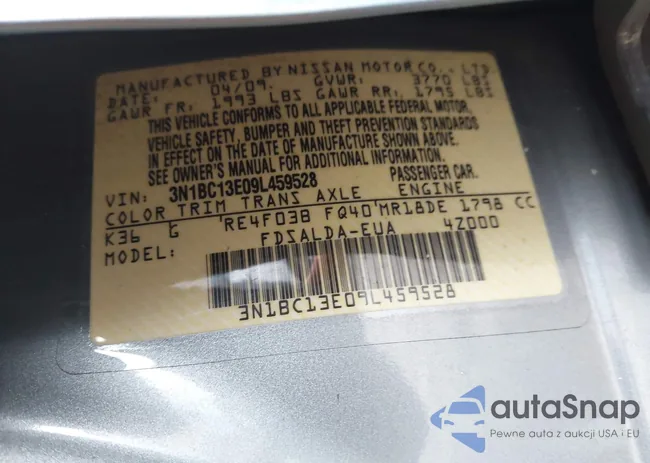 MANUFACTURED BY NISSAN MOTOR CO., LTD.
DATE: 04/09. GVWR: 3770 LBS
GAWR FR: 1993 LBS GAWR RR: 1795 LBS
THIS VEHICLE CONFORMS TO ALL APPLICABLE FEDERAL MOTOR.
VEHICLE SAFETY, BUMPER AND THEFT PREVENTION STANDARDS
IN EFFECT ON THE DATE OF MANUFACTURE SHOWN ABOVE.
SEE OWNER'S MANUAL FOR ADDITIONAL INFORMATION.
VIN: 3N1BC13E09L459528 PASSENGER CAR.
COLOR TRIM TRANS AXLE ENGINE
K36 G RE4F03B FQ40 MR18DE 1798 CC
MODEL: FDSALDA-EUA 4Z000
3N1BC13E09L459528
autaSnap
Pewne auta z aukcji USA i EU